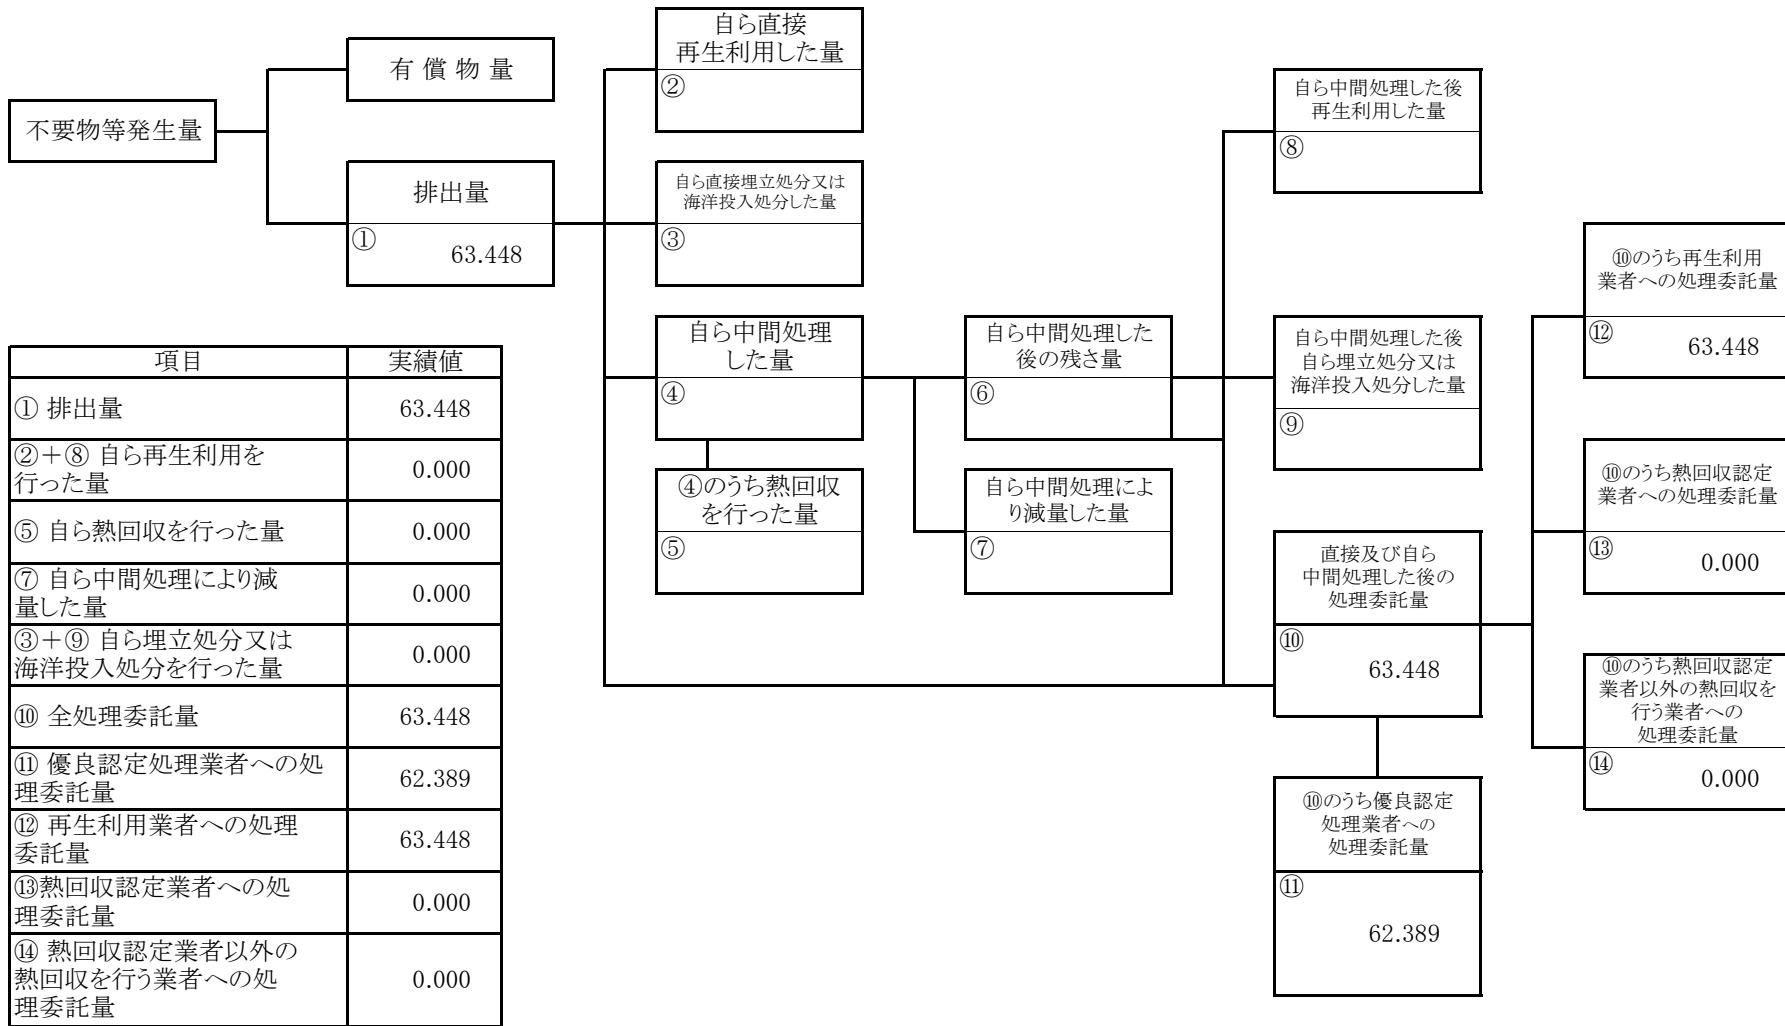 不要物等発生量
有 償 物 量
排出量
①
63.448
自ら直接
再生利用した量
②
自ら直接埋立処分又は
海洋投入処分した量
③
自ら中間処理
した量
④
④のうち熱回収
を行った量
⑤
自ら中間処理した
後の残さ量
⑥
自ら中間処理によ
り減量した量
⑦
自ら中間処理した後
再生利用した量
⑧
自ら中間処理した後
自ら埋立処分又は
海洋投入処分した量
⑨
直接及び自ら
中間処理した後の
処理委託量
⑩
63.448
⑩のうち優良認定
処理業者への
処理委託量
⑪
62.389
⑩のうち再生利用
業者への処理委託量
⑫
63.448
⑩のうち熱回収認定
業者への処理委託量
⑬
0.000
⑩のうち熱回収認定
業者以外の熱回収を
行う業者への
処理委託量
⑭
0.000
項目 実績値
① 排出量 63.448
②+⑧ 自ら再生利用を
行った量 0.000
⑤ 自ら熱回収を行った量 0.000
⑦ 自ら中間処理により減
量した量 0.000
③+⑨ 自ら埋立処分又は
海洋投入処分を行った量 0.000
⑩ 全処理委託量 63.448
⑪ 優良認定処理業者への処
理委託量 62.389
⑫ 再生利用業者への処理
委託量 63.448
⑬熱回収認定業者への処
理委託量 0.000
⑭ 熱回収認定業者以外の
熱回収を行う業者への処
理委託量 0.000